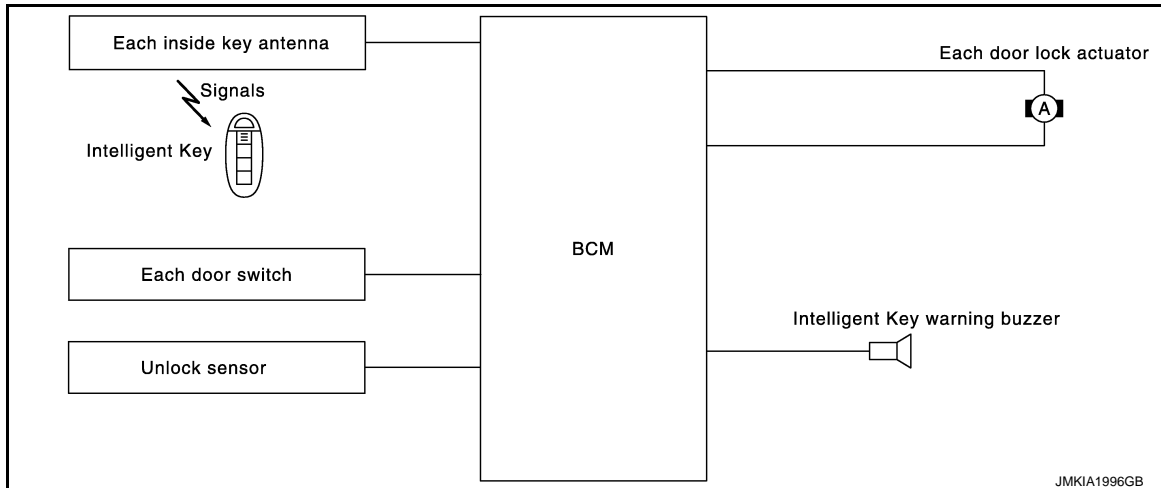 Each inside key antenna
Signals
Intelligent Key
Each door switch
Unlock sensor
BCM
Each door lock actuator
A
Intelligent Key warning buzzer
JMKIA1996GB